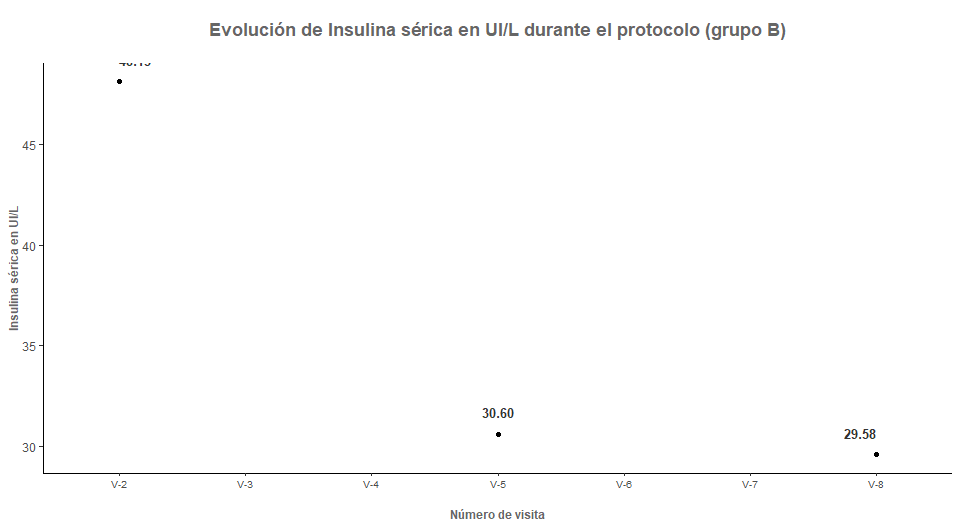 Evolución de Insulina sérica en UI/L durante el protocolo (grupo B)
Insulina sérica en UI/L
45
40
35
30
30.60
29.58
V-2 V-3 V-4 V-5 V-6 V-7 V-8
Número de visita